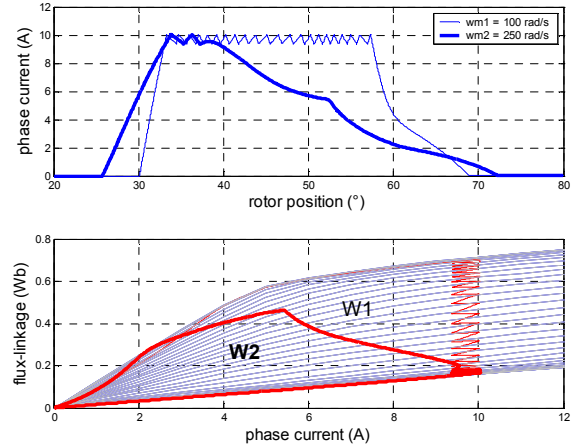 12
10
8
6
4
2
0
phase current (A)
wm1 = 100 rad/s
wm2 = 250 rad/s
20 30 40 50 60 70 80
rotor position (°)
0.8
0.6
0.4
0.2
0
flux-linkage (Wb)
W1
W2
0 2 4 6 8 10 12
phase current (A)